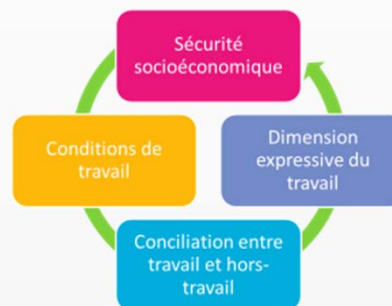 Sécurité
socioéconomique
Conditions de
travail
Dimension
expressive du
travail
Conciliation entre
travail et hors-
travail